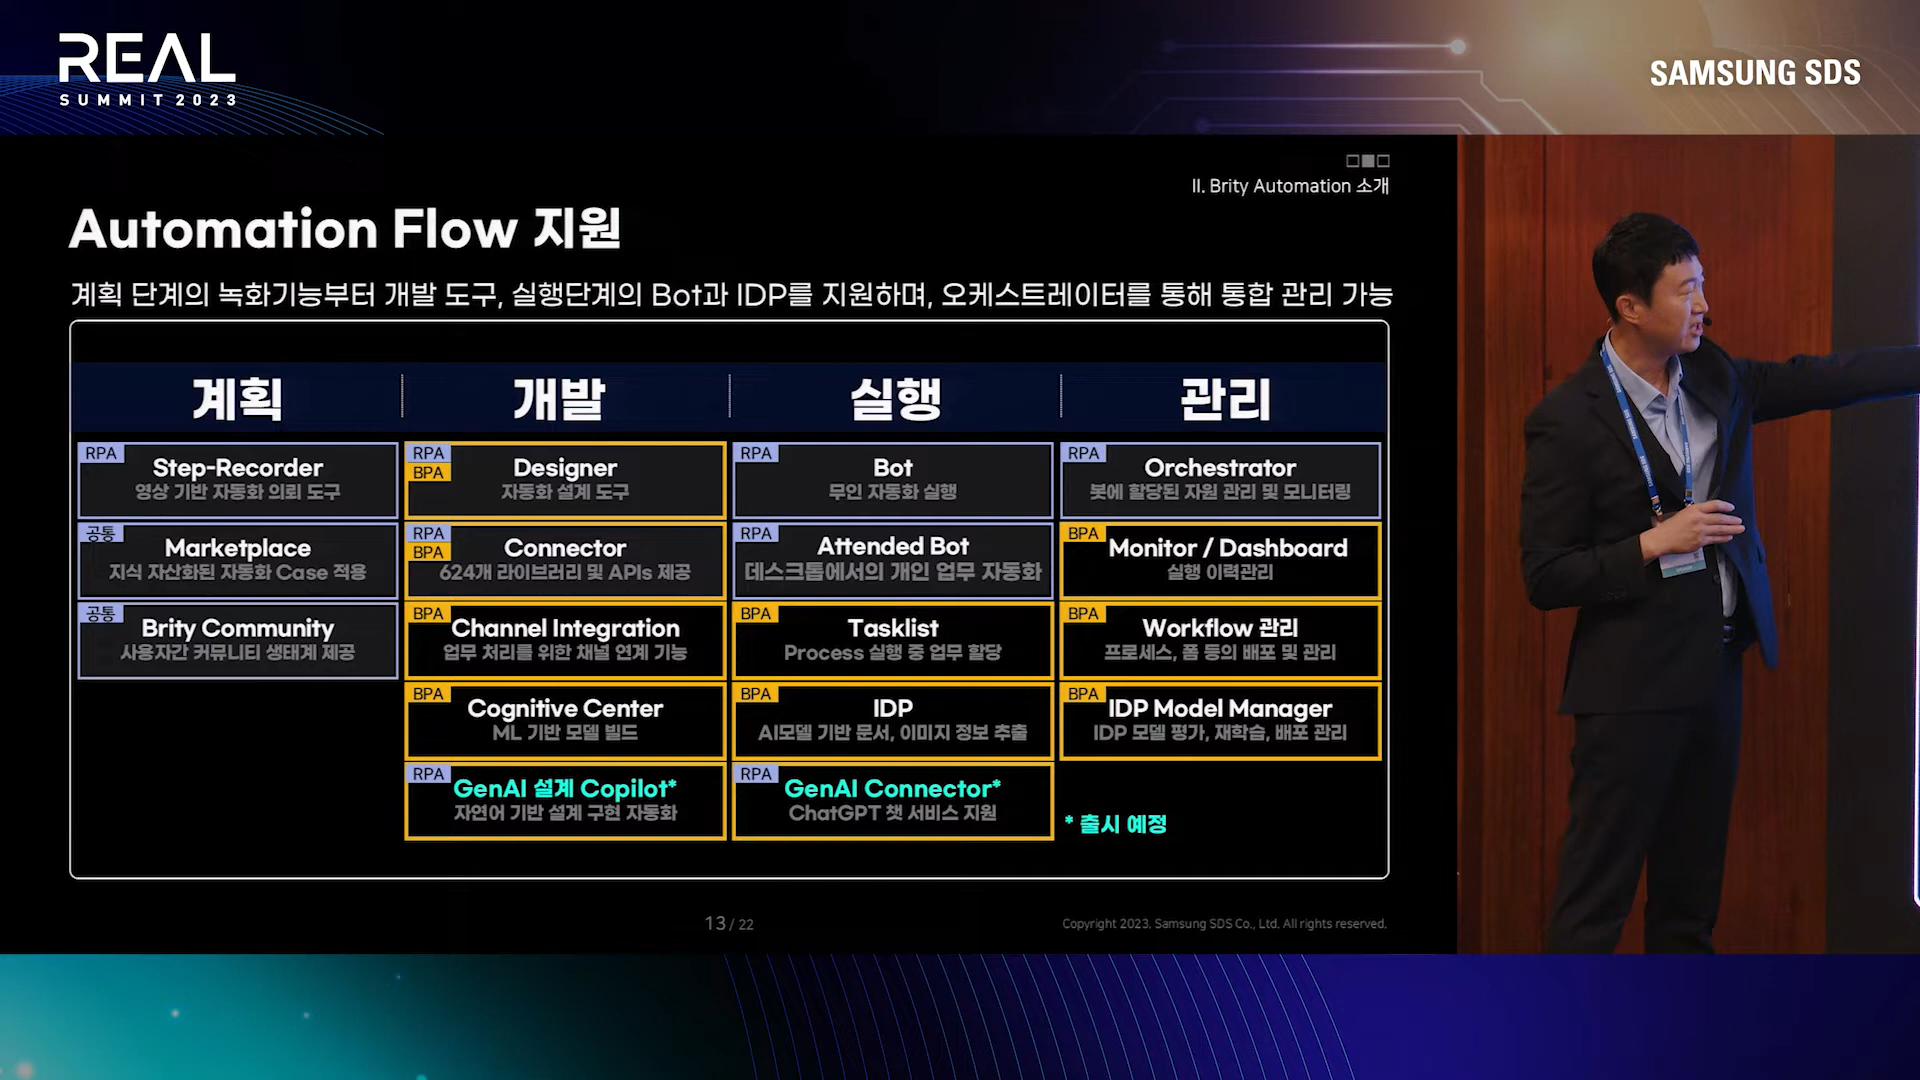 REAL
SUMMIT 2023
SAMSUNG SDS
II. Brity Automation 소개
Automation Flow 지원
계획 단계의 녹화기능부터 개발 도구, 실행단계의 Bot과 IDP를 지원하며, 오케스트레이터를 통해 통합 관리 가능
계획
개발
실행
관리
RPA
Step-Recorder
영상 기반 자동화 의뢰 도구
공통
Marketplace
지식 자산화된 자동화 Case 적용
공통
Brity Community
사용자간 커뮤니티 생태계 제공
RPA
BPA
Designer
자동화 설계 도구
RPA
BPA
Connector
624개 라이브러리 및 APIs 제공
BPA
Channel Integration
업무 처리를 위한 채널 연계 기능
BPA
Cognitive Center
ML 기반 모델 빌드
RPA
GenAI 설계 Copilot*
자연어 기반 설계 구현 자동화
RPA
Bot
무인 자동화 실행
RPA
Attended Bot
데스크톱에서의 개인 업무 자동화
BPA
Tasklist
Process 실행 중 업무 할당
BPA
IDP
AI모델 기반 문서, 이미지 정보 추출
RPA
GenAI Connector*
ChatGPT 챗 서비스 지원
RPA
Orchestrator
봇에 할당된 자원 관리 및 모니터링
BPA
Monitor / Dashboard
실행 이력관리
BPA
Workflow 관리
프로세스, 폼 등의 배포 및 관리
BPA
IDP Model Manager
IDP 모델 평가, 재학습, 배포 관리
* 출시 예정
13 / 22
Copyright 2023. Samsung SDS Co., Ltd. All rights reserved.